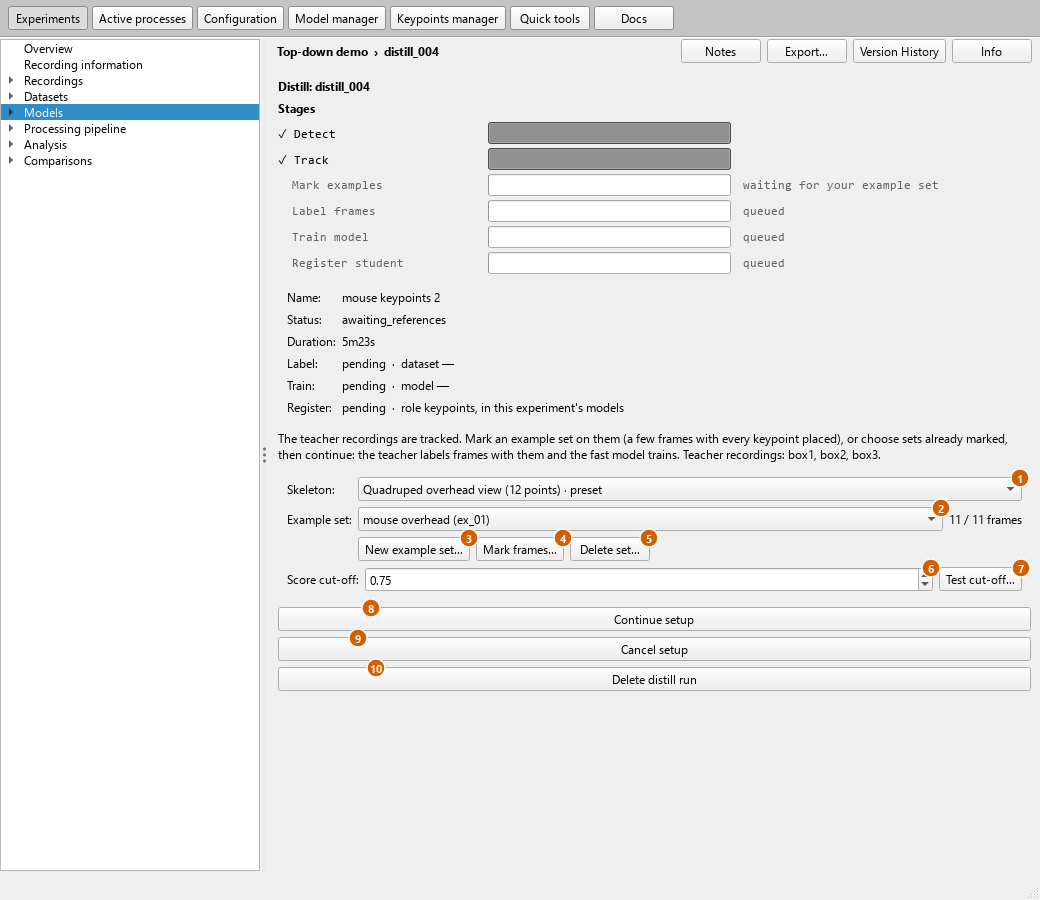 Experiments Active processes Configuration Model manager Keypoints manager Quick tools Docs
Overview
Recording information
Recordings
Datasets
Models
Processing pipeline
Analysis
Comparisons
Top-down demo › distill_004 Notes Export... Version History Info
Distill: distill_004
Stages
✓ Detect
✓ Track
Mark examples waiting for your example set
Label frames queued
Train model queued
Register student queued
Name: mouse keypoints 2
Status: awaiting_references
Duration: 5m23s
Label: pending · dataset —
Train: pending · model —
Register: pending · role keypoints, in this experiment's models
The teacher recordings are tracked. Mark an example set on them (a few frames with every keypoint placed), or choose sets already marked,
then continue: the teacher labels frames with them and the fast model trains. Teacher recordings: box1, box2, box3.
Skeleton: Quadruped overhead view (12 points) · preset 1
Example set: mouse overhead (ex_01) 2 11 / 11 frames
New example set... 3 Mark frames... 4 Delete set... 5
Score cut-off: 0.75 6 Test cut-off... 7
8 Continue setup
9 Cancel setup
10 Delete distill run